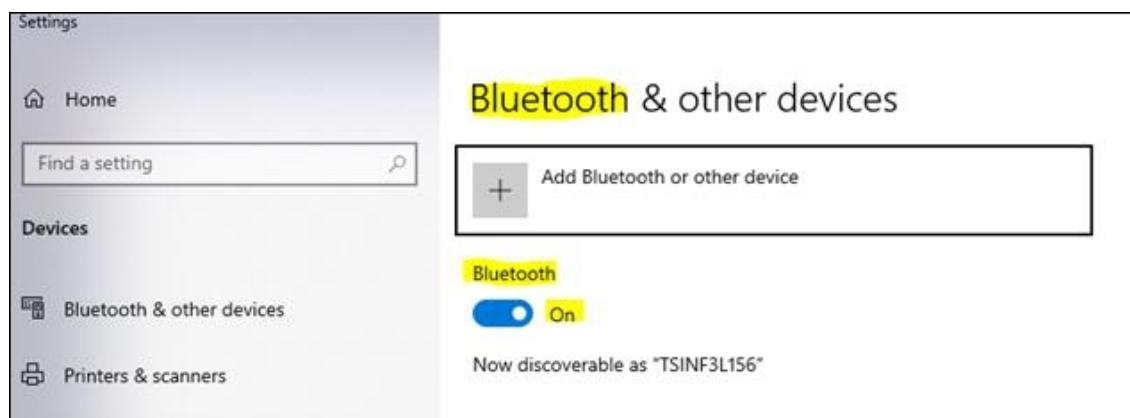 Settings
Home
Find a setting
Devices
Bluetooth & other devices
Printers & scanners
Bluetooth & other devices
Add Bluetooth or other device
Bluetooth
On
Now discoverable as "TSINF3L156"